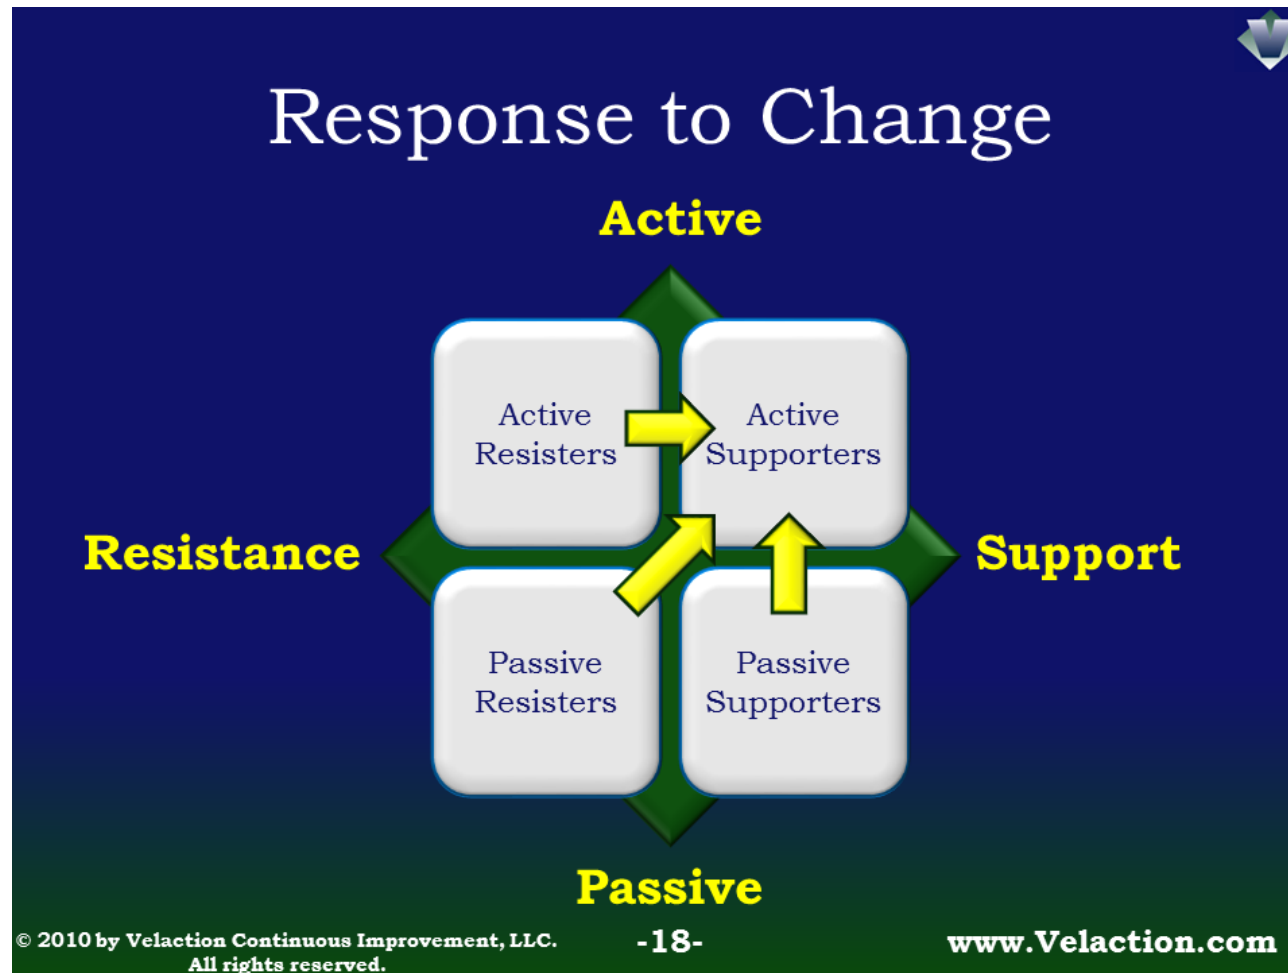 Response to Change
Active
Active
Resisters
Active
Supporters
Resistance
Support
Passive
Resisters
Passive
Supporters
Passive
© 2010 by Velaction Continuous Improvement, LLC.
All rights reserved.
-18-
www.Velaction.com